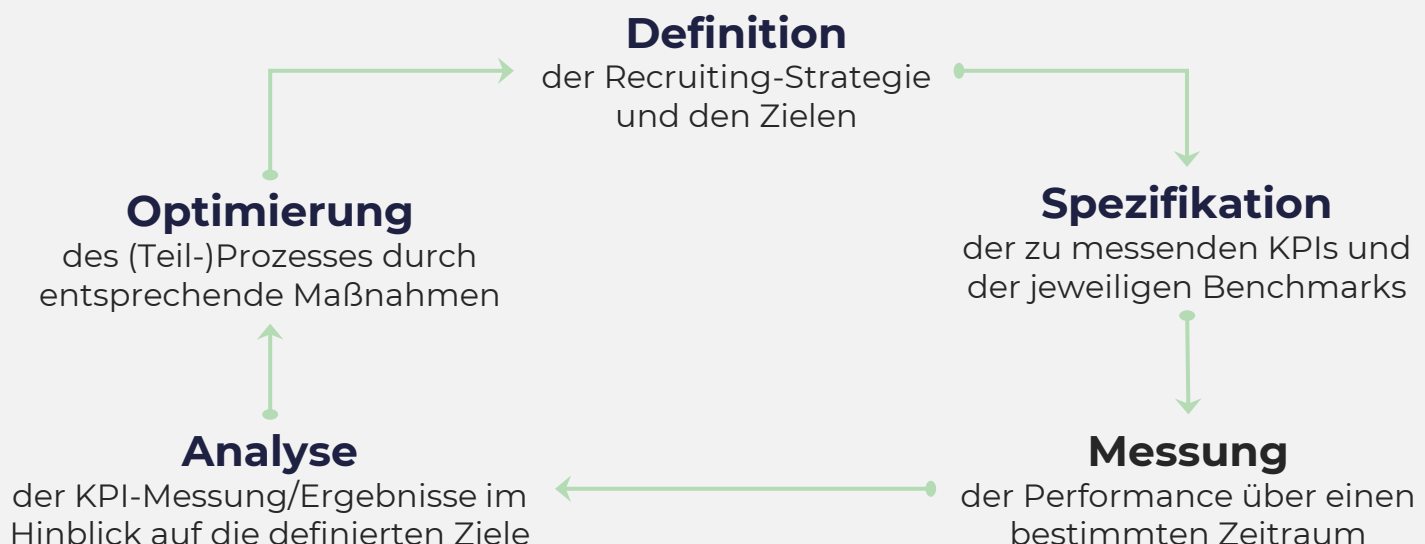 Definition
der Recruiting-Strategie
und den Zielen
Spezifikation
der zu messenden KPIs und
der jeweiligen Benchmarks
Messung
der Performance über einen
bestimmten Zeitraum
Analyse
der KPI-Messung/Ergebnisse im
Hinblick auf die definierten Ziele
Optimierung
des (Teil-)Prozesses durch
entsprechende Maßnahmen